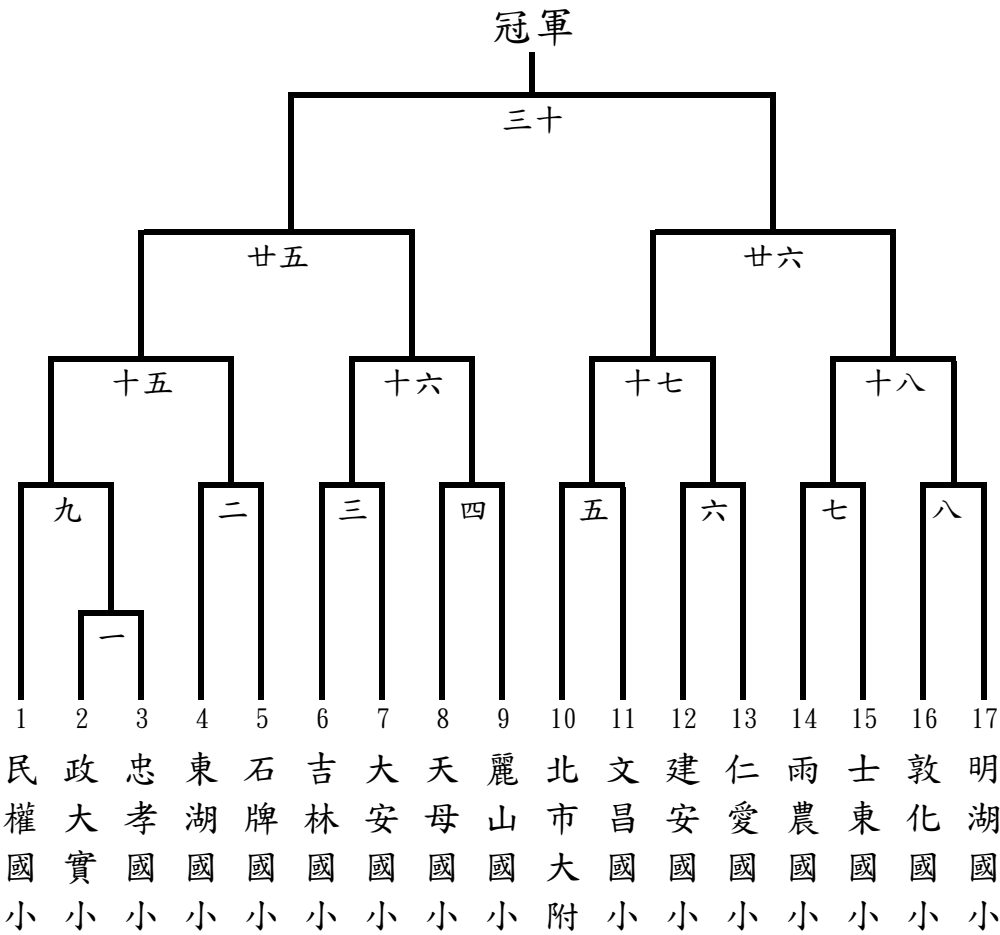 冠軍
三十
廿五
廿六
十五
十六
十七
十八
九
二
三
四
五
六
七
八
一
1 2 3 4 5 6 7 8 9 10 11 12 13 14 15 16 17
民權國小
政大實小
忠孝國小
東湖國小
石牌國小
吉林國小
大安國小
天母國小
麗山國小
北市大附
文昌國小
建安國小
仁愛國小
雨農國小
士東國小
敦化國小
明湖國小